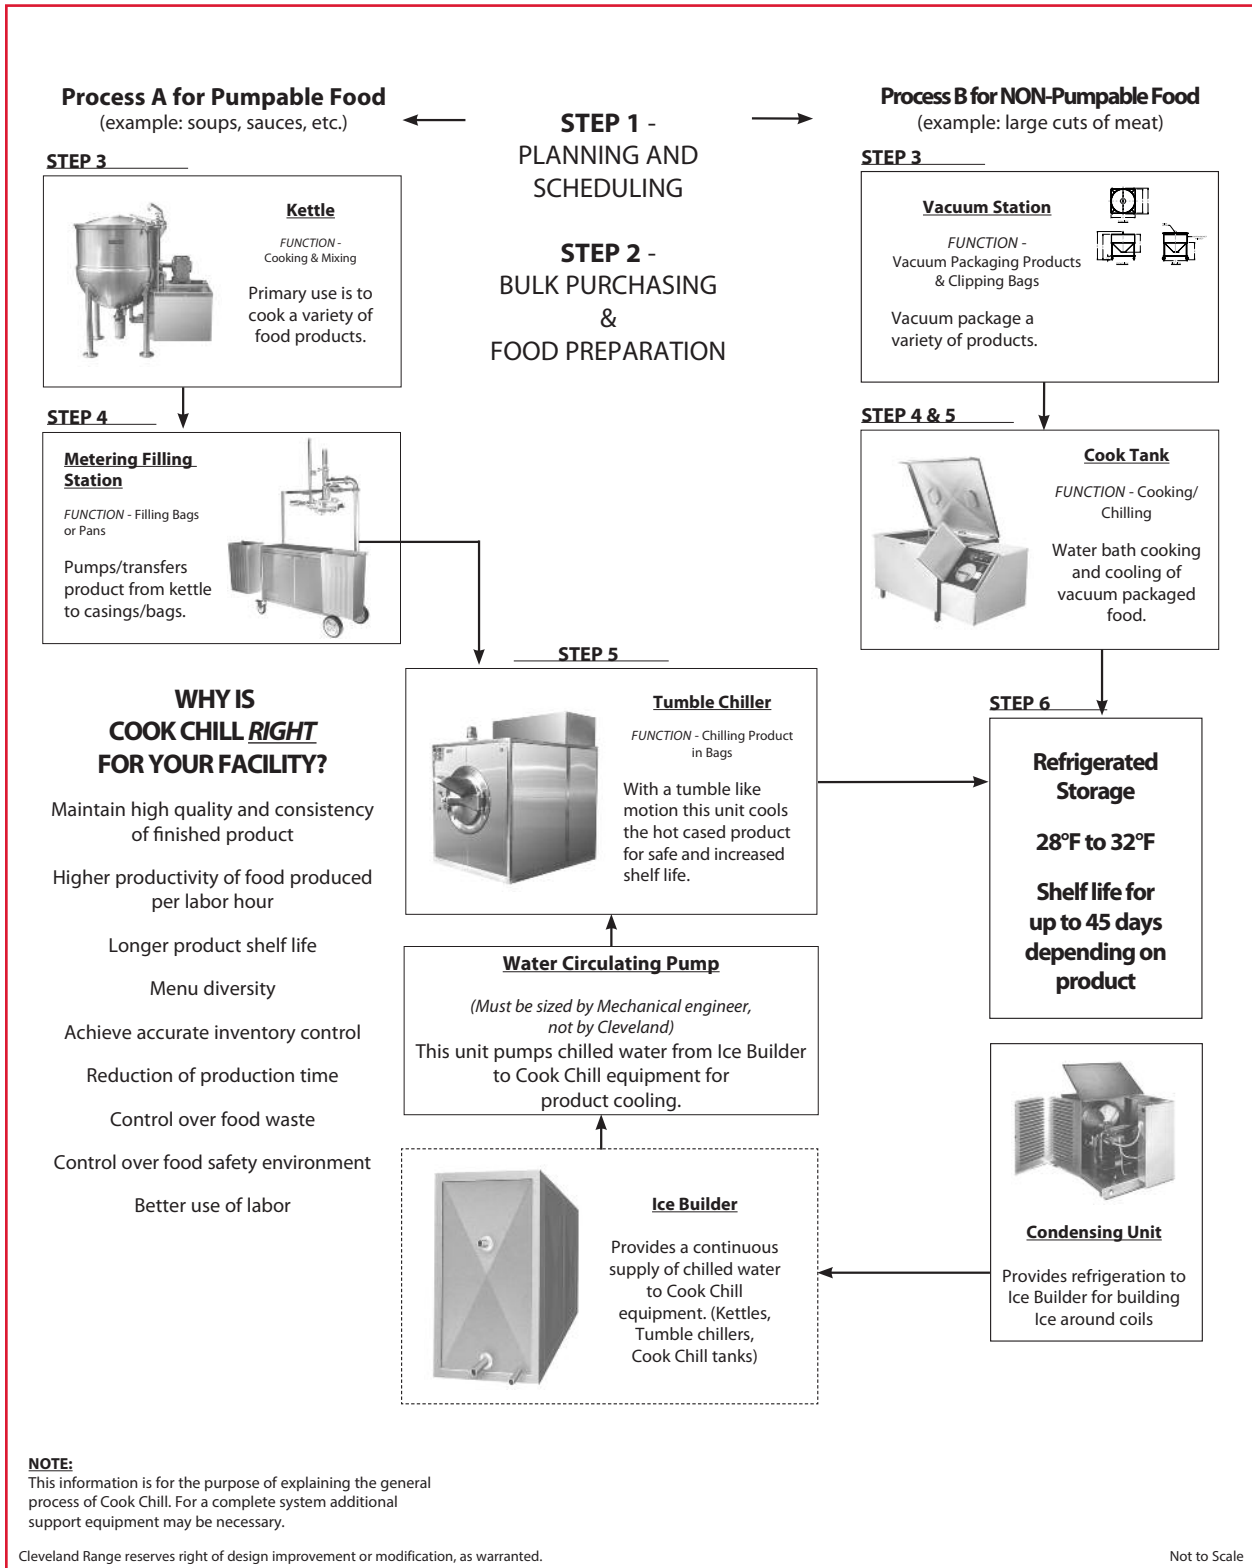 Process A for Pumpable Food
(example: soups, sauces, etc.)
STEP 1 -
PLANNING AND
SCHEDULING
STEP 2 -
BULK PURCHASING
&
FOOD PREPARATION
Process B for NON-Pumpable Food
(example: large cuts of meat)
STEP 3
Kettle
FUNCTION -
Cooking & Mixing
Primary use is to
cook a variety of
food products.
STEP 3
Vacuum Station
FUNCTION -
Vacuum Packaging Products
& Clipping Bags
Vacuum package a
variety of products.
STEP 4
Metering Filling
Station
FUNCTION - Filling Bags
or Pans
Pumps/transfers
product from kettle
to casings/bags.
STEP 4 & 5
Cook Tank
FUNCTION - Cooking/
Chilling
Water bath cooking
and cooling of
vacuum packaged
food.
STEP 5
Tumble Chiller
FUNCTION - Chilling Product
in Bags
With a tumble like
motion this unit cools
the hot cased product
for safe and increased
shelf life.
STEP 6
Refrigerated
Storage
28°F to 32°F
Shelf life for
up to 45 days
depending on
product
WHY IS
COOK CHILL RIGHT
FOR YOUR FACILITY?
Maintain high quality and consistency
of finished product
Higher productivity of food produced
per labor hour
Longer product shelf life
Menu diversity
Achieve accurate inventory control
Reduction of production time
Control over food waste
Control over food safety environment
Better use of labor
Water Circulating Pump
(Must be sized by Mechanical engineer,
not by Cleveland)
This unit pumps chilled water from Ice Builder
to Cook Chill equipment for
product cooling.
Ice Builder
Provides a continuous
supply of chilled water
to Cook Chill
equipment. (Kettles,
Tumble chillers,
Cook Chill tanks)
Condensing Unit
Provides refrigeration to
Ice Builder for building
Ice around coils
NOTE:
This information is for the purpose of explaining the general
process of Cook Chill. For a complete system additional
support equipment may be necessary.
Cleveland Range reserves right of design improvement or modification, as warranted.
Not to Scale